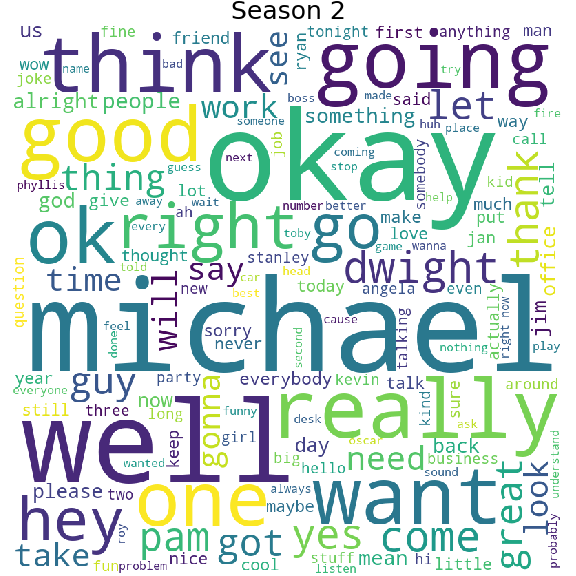 Season 2
us fine friend tonight first anything man
wow think see ryan going try
joke name bad boss made said let huh place way fire
alright people work something call
good someone job okay somebody kid tell
thing guess next coming stop help
phyllis lot number better much
god give away wait right go make put thank
ok every ah toby game wanna love jan office
question thought stanley dwight
time told will say new car head today angela even actually
michael best cause talking right now jim
done feel sorry never second nothing play
year guy party everybody kevin talk kind sure around
everyone now gonna really
still three long funny girl desk oscar ask
well keep day need back business understand
wanted big hello want sound great look
please two one always maybe
hey roy pam got yes come probably
take nice stuff mean hi little
fun problem cool listen